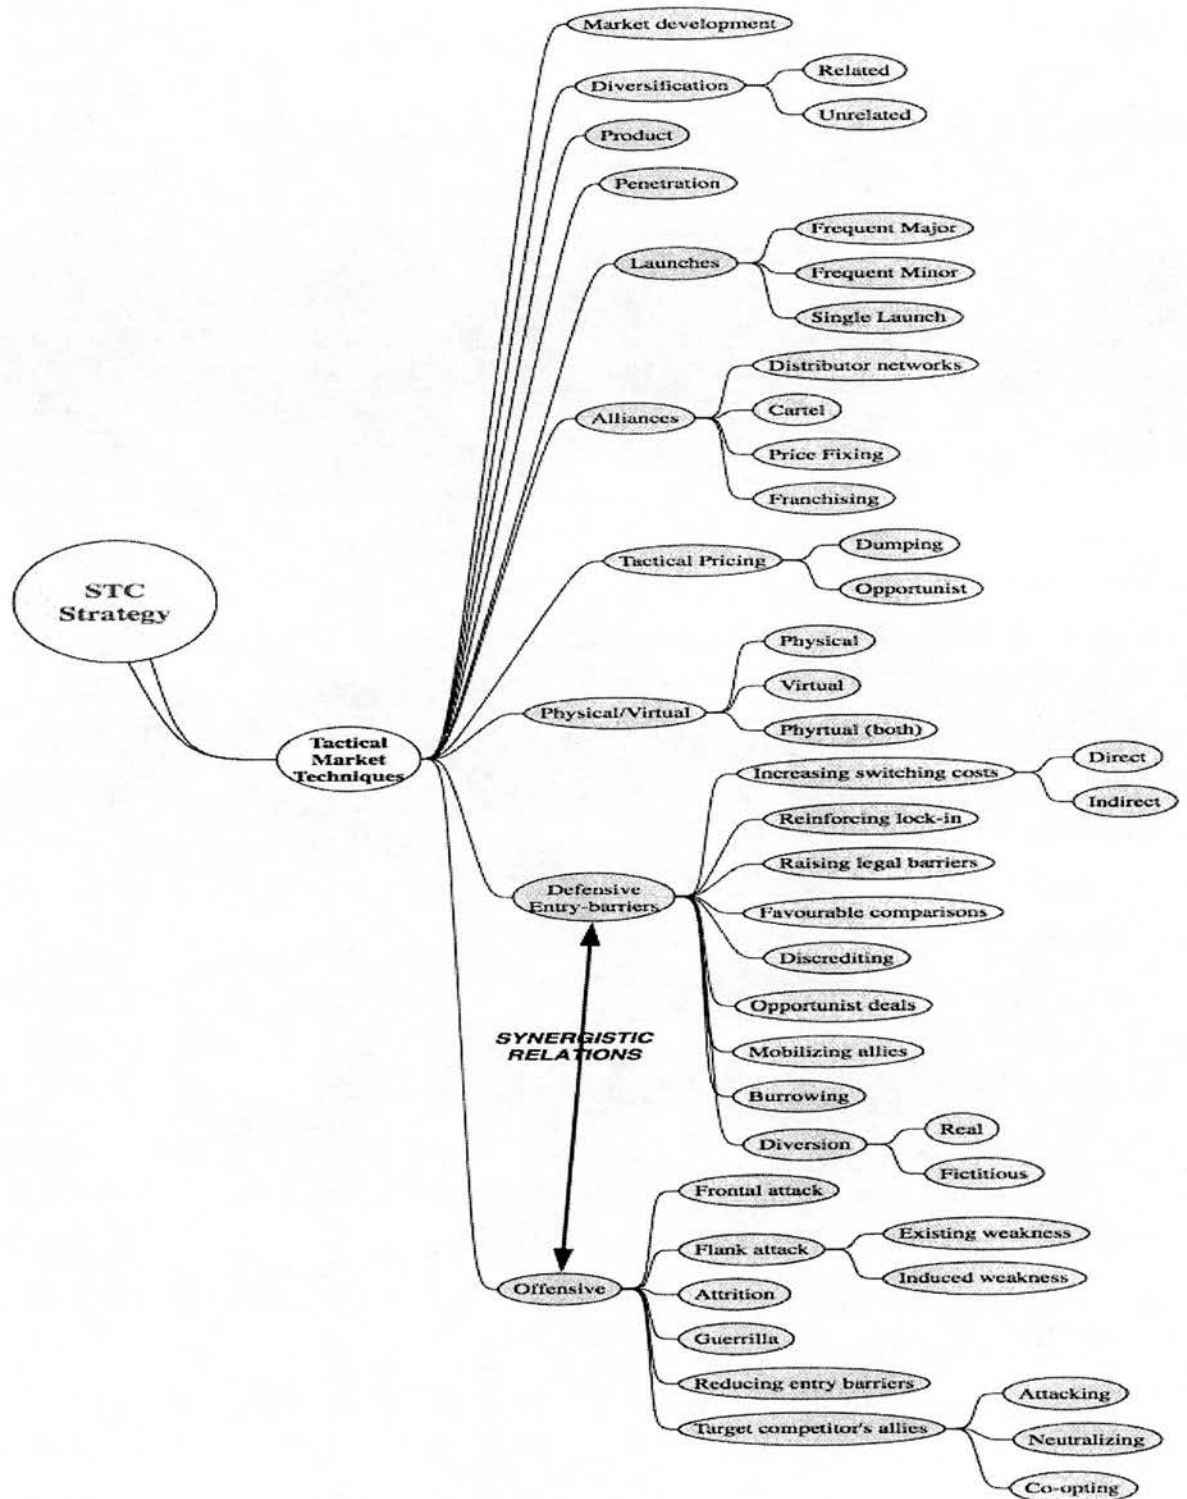 Market development
Diversification
Related
Unrelated
Product
Penetration
Launches
Frequent Major
Frequent Minor
Single Launch
Alliances
Distributor networks
Cartel
Price Fixing
Franchising
STC
Strategy
Tactical Pricing
Dumping
Opportunist
Physical/Virtual
Physical
Virtual
Phyrtual (both)
Tactical
Market
Techniques
Defensive
Entry-barriers
Increasing switching costs
Direct
Indirect
Reinforcing lock-in
Raising legal barriers
Favourable comparisons
Discrediting
Opportunist deals
Mobilizing allies
Burrowing
Diversion
Real
Fictitious
SYNERGISTIC
RELATIONS
Offensive
Frontal attack
Flank attack
Existing weakness
Induced weakness
Attrition
Guerrilla
Reducing entry barriers
Target competitor's allies
Attacking
Neutralizing
Co-opting